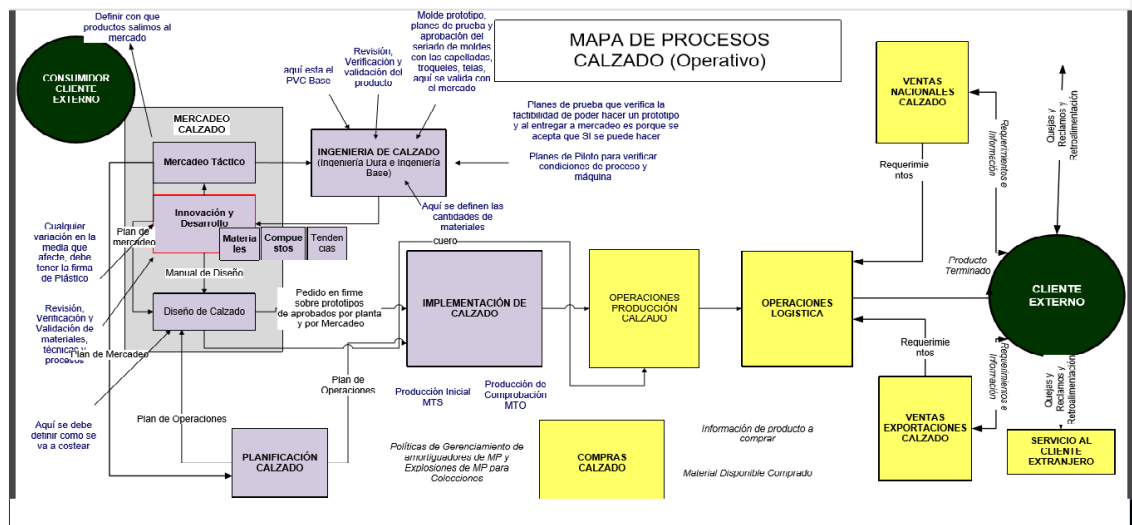 Definir con que
productos salimos al
mercado
CONSUMIDOR
CLIENTE
EXTERNO
aquí esta el
PVC Base
Revisión,
Verificación y
validación del
producto
Molde prototipo,
planes de prueba y
aprobación del
seriado de moldes
con las capelladas,
troqueles, telas,
aquí se valida con
el mercado
MAPA DE PROCESOS
CALZADO (Operativo)
VENTAS
NACIONALES
CALZADO
Quejas y
Reclamos y
Retroalimentación
Requerimientos e
Información
Requerimie
ntos
MERCADEO
CALZADO
Mercadeo Táctico
INGENIERIA DE CALZADO
(Ingeniería Dura e Ingeniería
Base)
Planes de prueba que verifica la
factibilidad de poder hacer un prototipo
y al entregar a mercadeo es porque se
acepta que SI se puede hacer
Planes de Piloto para verificar
condiciones de proceso y
máquina
Aquí se definen las
cantidades de
materiales
Innovación y
Desarrollo
Materia
les
Compue
stos
Tenden
cias
cuero
Plan de
mercadeo
Cualquier
variación en la
media que
afecte, debe
tener la firma
de Plástico
Manual de Diseño
Diseño de Calzado
Pedido en firme
sobre prototipos
de aprobados por planta
y por Mercadeo
IMPLEMENTACIÓN DE
CALZADO
OPERACIONES
PRODUCCIÓN
CALZADO
OPERACIONES
LOGISTICA
Producto
Terminado
CLIENTE
EXTERNO
Revisión,
Verificación y
Validación de
materiales,
técnicas y
procesos
Plan de Mercadeo
Plan de
Operaciones
Producción Inicial
MTS
Producción de
Comprobación
MTO
Requerimie
ntos
Requerimientos e
Información
Quejas y
Reclamos y
Retroalimentación
Aquí se debe
definir como se
va a costear
Plan de Operaciones
PLANIFICACIÓN
CALZADO
Políticas de Gerenciamiento de
amortiguadores de MP y
Explosiones de MP para
Colecciones
COMPRAS
CALZADO
Información de producto a
comprar
Material Disponible Comprado
VENTAS
EXPORTACIONES
CALZADO
SERVICIO AL
CLIENTE
EXTRANJERO